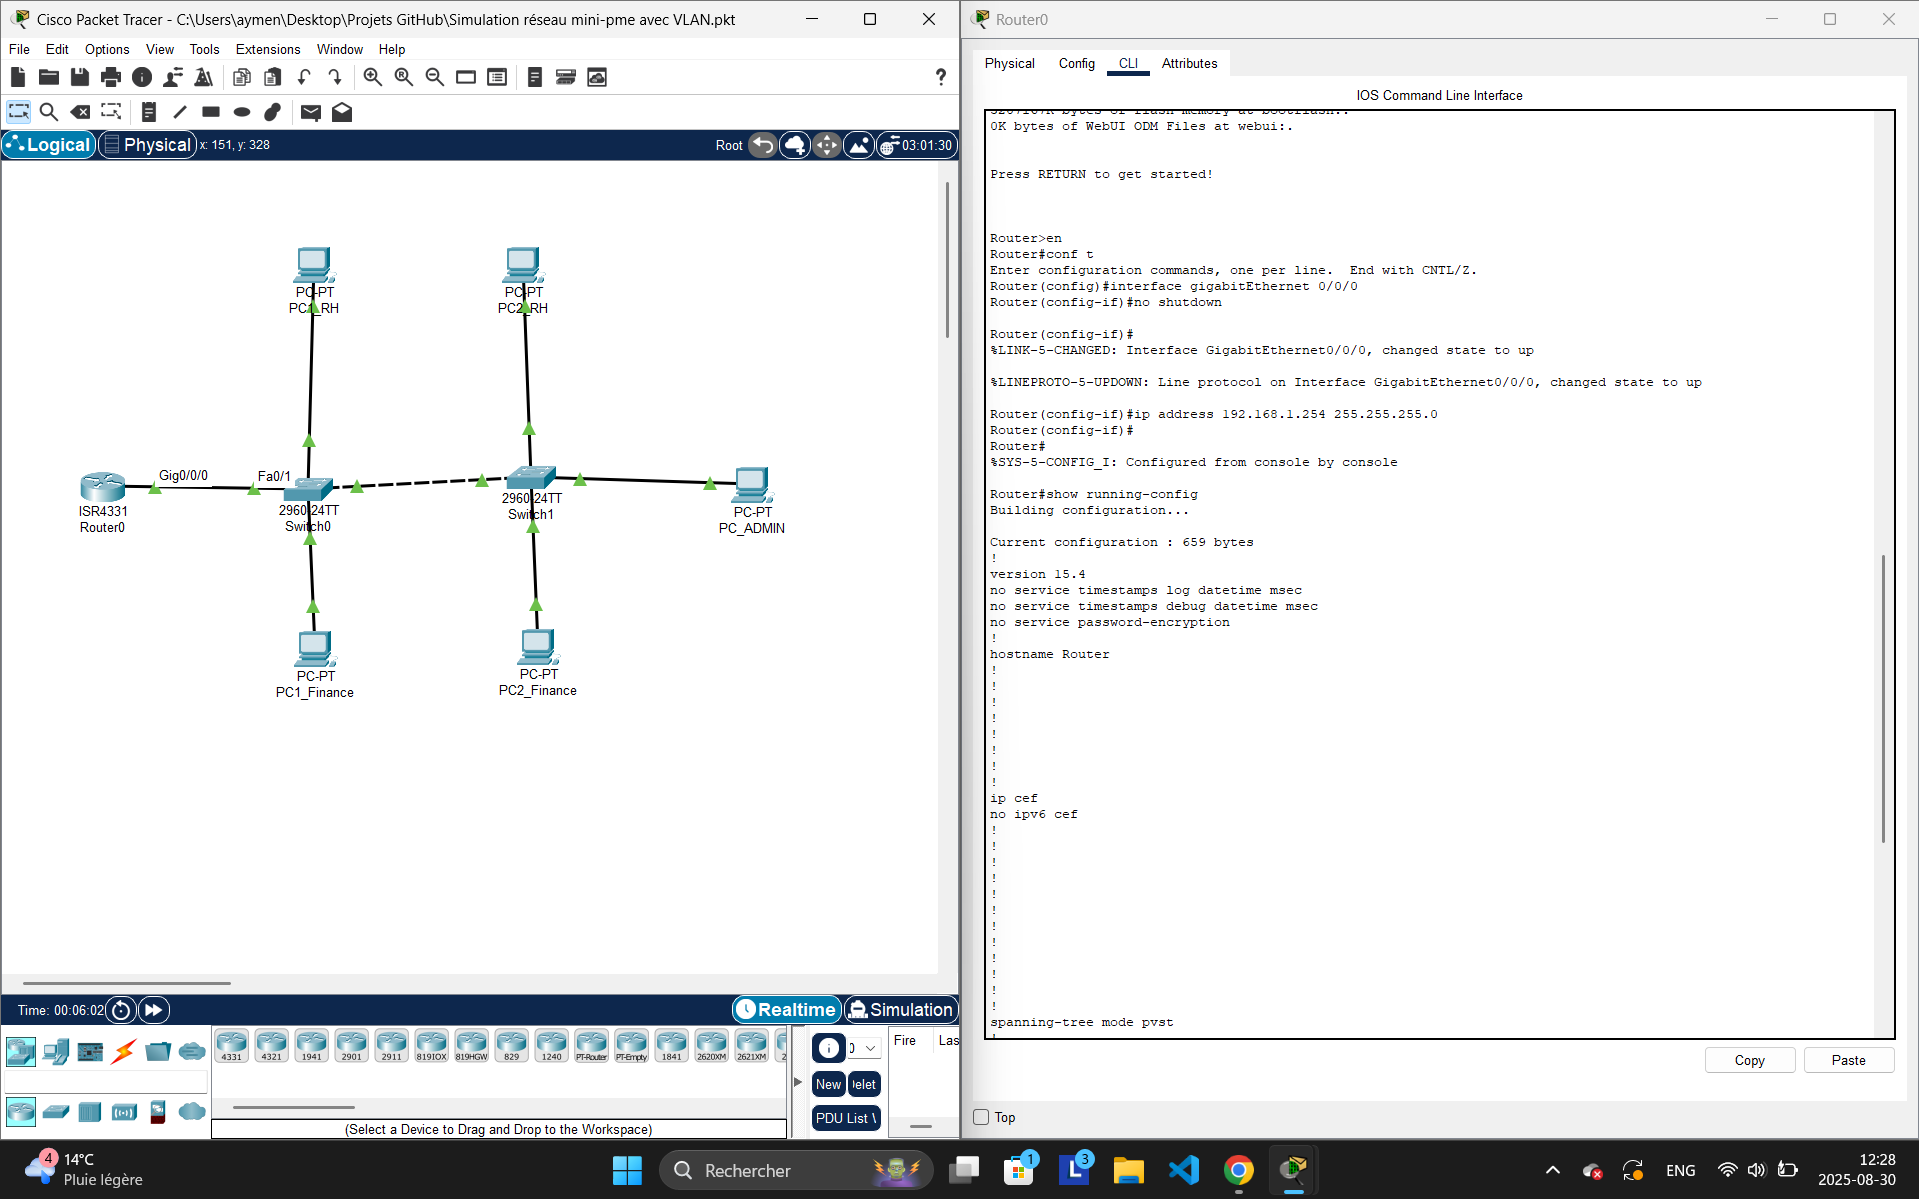 Cisco Packet Tracer - C:\Users\aymen\Desktop\Projets GitHub\Simulation réseau mini-pme avec VLAN.pkt
File Edit Options View Tools Extensions Window Help
?
Logical Physical x: 151, y: 328 Root 03:01:30
PC-PT
PC1_RH
PC-PT
PC2_RH
Gig0/0/0
Fa0/1
ISR4331
Router0
2960-24TT
Switch0
2960-24TT
Switch1
PC-PT
PC_ADMIN
PC-PT
PC1_Finance
PC-PT
PC2_Finance
Time: 00:06:02
Realtime Simulation
4331 4321 1941 2901 2911 819IOX 819HGW 829 1240 PT-Router PT-Empty 1841 2620XM 2621XM 2
0
New
PDU List
Fire Las
(Select a Device to Drag and Drop to the Workspace)
Router0
Physical Config CLI Attributes
IOS Command Line Interface
3207167K bytes of flash memory at bootflash:.
0K bytes of WebUI ODM Files at webui:.
Press RETURN to get started!
Router>en
Router#conf t
Enter configuration commands, one per line.  End with CNTL/Z.
Router(config)#interface gigabitEthernet 0/0/0
Router(config-if)#no shutdown
Router(config-if)#
%LINK-5-CHANGED: Interface GigabitEthernet0/0/0, changed state to up
%LINEPROTO-5-UPDOWN: Line protocol on Interface GigabitEthernet0/0/0, changed state to up
Router(config-if)#ip address 192.168.1.254 255.255.255.0
Router(config-if)#
Router#
%SYS-5-CONFIG_I: Configured from console by console
Router#show running-config
Building configuration...
Current configuration : 659 bytes
!
version 15.4
no service timestamps log datetime msec
no service timestamps debug datetime msec
no service password-encryption
!
hostname Router
!
!
!
!
!
!
!
!
ip cef
no ipv6 cef
!
!
!
!
!
!
!
!
!
!
!
!
spanning-tree mode pvst
!
Copy Paste
Top
4
14°C
Pluie légère
Rechercher
1
3
ENG
12:28
2025-08-30